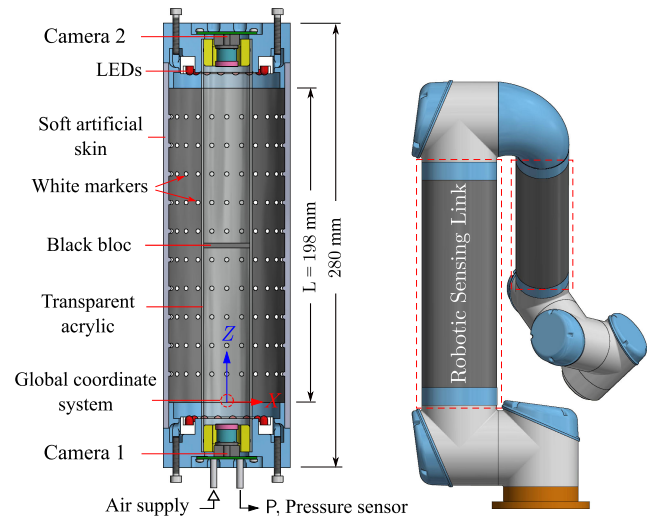 Camera 2
LEDs
Soft artificial
skin
White markers
Black bloc
Transparent
acrylic
Global coordinate
system
Camera 1
Air supply
P, Pressure sensor
Z
X
L = 198 mm
280 mm
Robotic Sensing Link